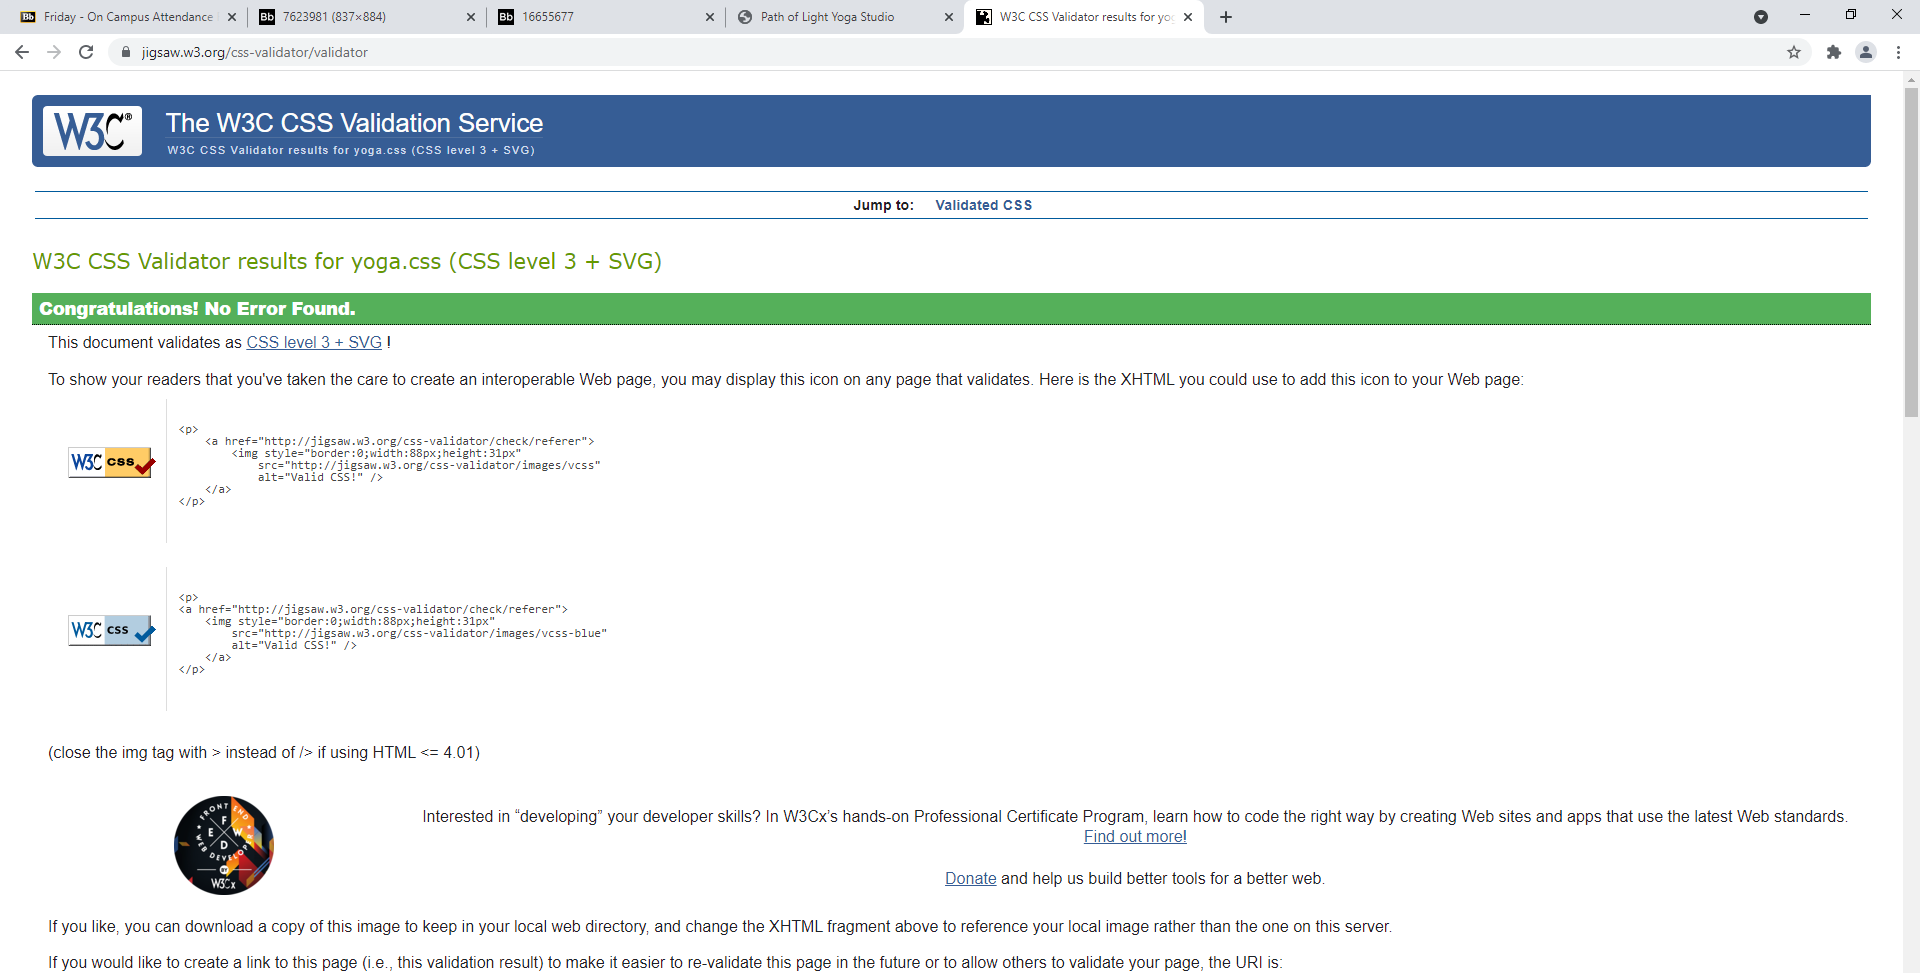 Friday - On Campus Attendance
7623981 (837×884)
16655677
Path of Light Yoga Studio
W3C CSS Validator results for yog
jigsaw.w3.org/css-validator/validator
W3C®
The W3C CSS Validation Service
W3C CSS Validator results for yoga.css (CSS level 3 + SVG)
Jump to: Validated CSS
W3C CSS Validator results for yoga.css (CSS level 3 + SVG)
Congratulations! No Error Found.
This document validates as CSS level 3 + SVG !
To show your readers that you've taken the care to create an interoperable Web page, you may display this icon on any page that validates. Here is the XHTML you could use to add this icon to your Web page:
W3C css
<p>
<a href="http://jigsaw.w3.org/css-validator/check/referer">
<img style="border:0;width:88px;height:31px"
src="http://jigsaw.w3.org/css-validator/images/vcss"
alt="Valid CSS!" />
</a>
</p>
W3C css
<p>
<a href="http://jigsaw.w3.org/css-validator/check/referer">
<img style="border:0;width:88px;height:31px"
src="http://jigsaw.w3.org/css-validator/images/vcss-blue"
alt="Valid CSS!" />
</a>
</p>
(close the img tag with > instead of /> if using HTML <= 4.01)
FRONT END
F E W D
WEB DEVELOP
W3Cx
Interested in “developing” your developer skills? In W3Cx’s hands-on Professional Certificate Program, learn how to code the right way by creating Web sites and apps that use the latest Web standards.
Find out more!
Donate and help us build better tools for a better web.
If you like, you can download a copy of this image to keep in your local web directory, and change the XHTML fragment above to reference your local image rather than the one on this server.
If you would like to create a link to this page (i.e., this validation result) to make it easier to re-validate this page in the future or to allow others to validate your page, the URI is: